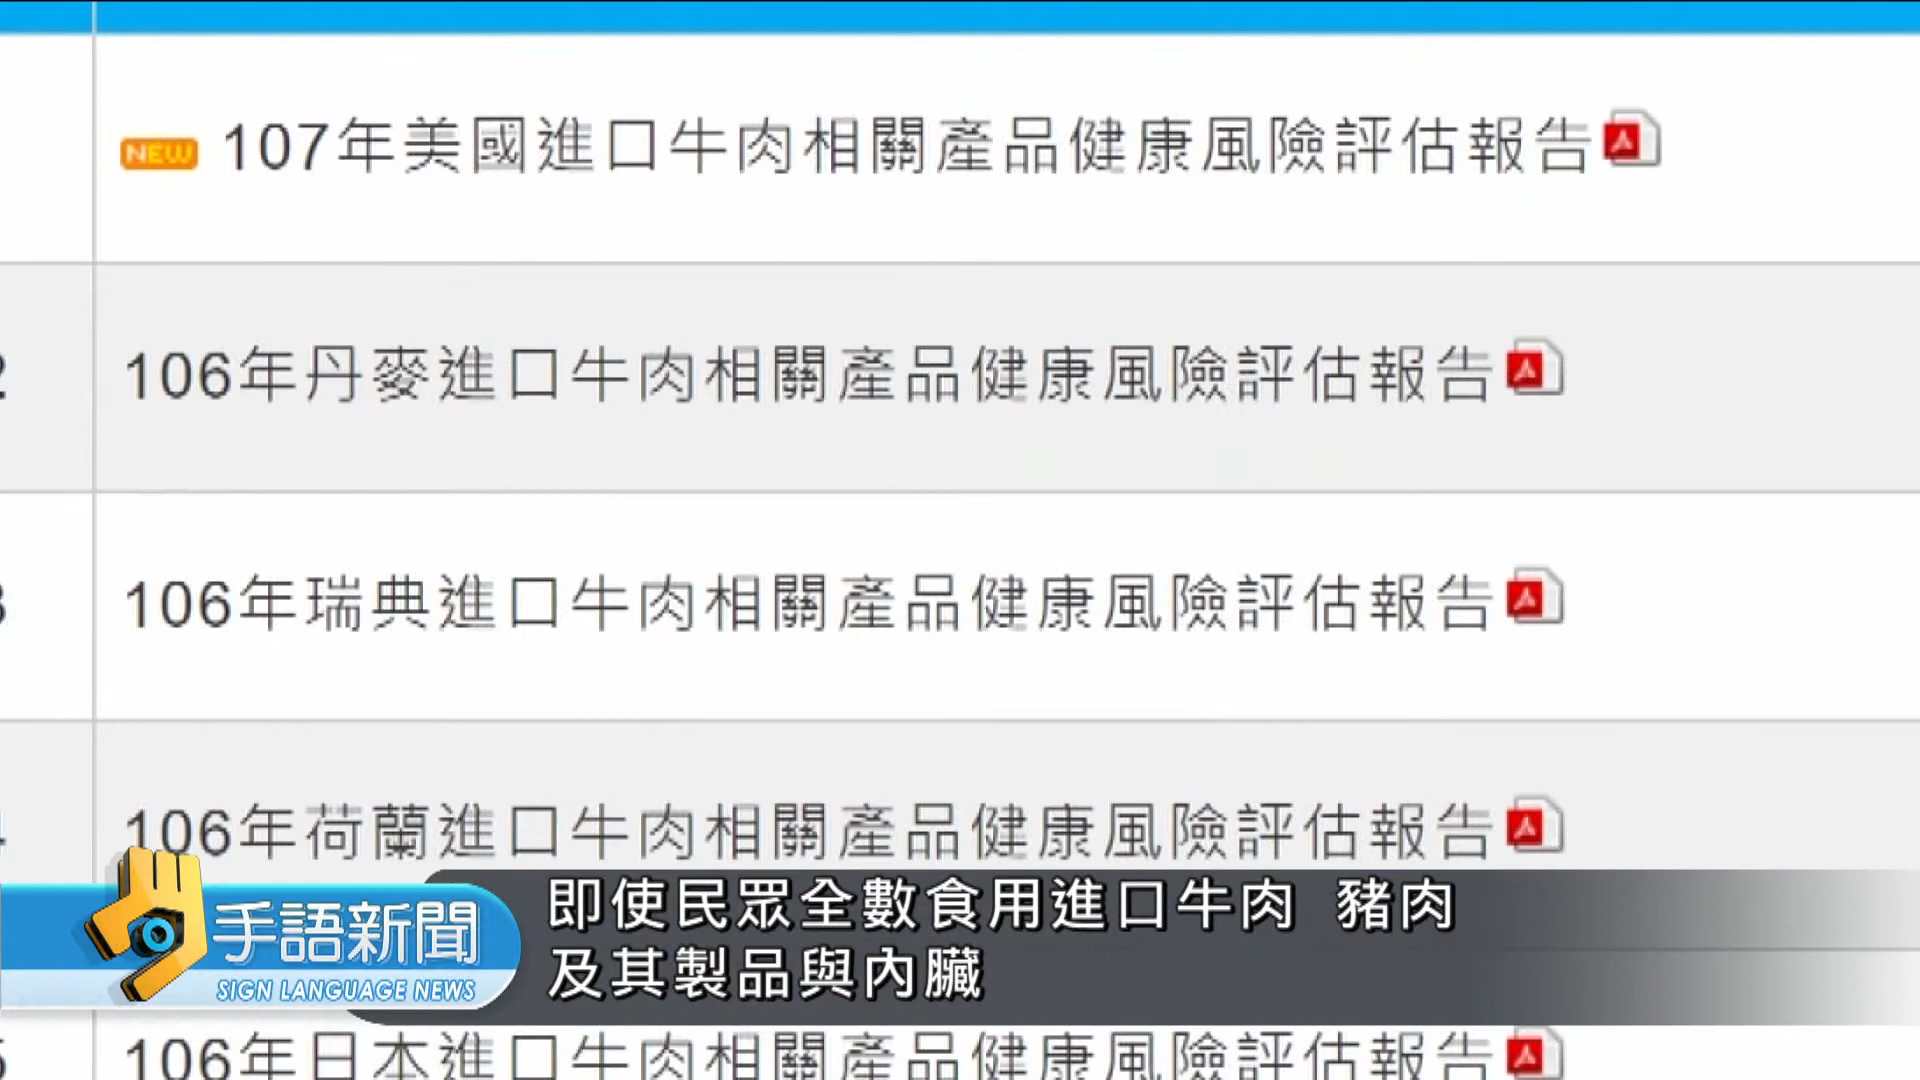 NEW 107年美國進口牛肉相關產品健康風險評估報告
2 106年丹麥進口牛肉相關產品健康風險評估報告
3 106年瑞典進口牛肉相關產品健康風險評估報告
4 106年荷蘭進口牛肉相關產品健康風險評估報告
手語新聞
SIGN LANGUAGE NEWS
即使民眾全數食用進口牛肉 豬肉
及其製品與內臟
5 106年日本進口牛肉相關產品健康風險評估報告